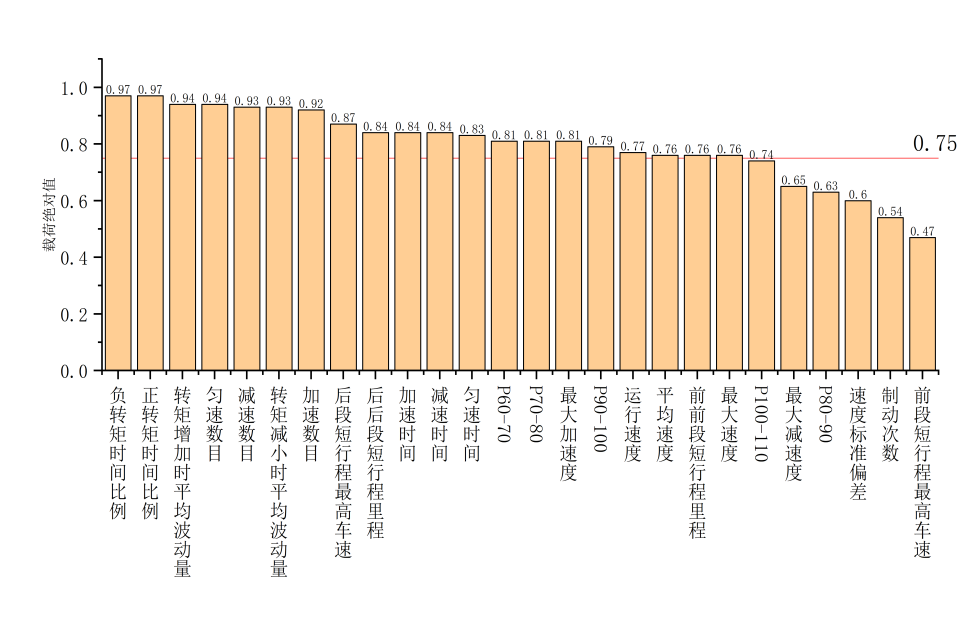 载荷绝对值
1.0
0.8
0.6
0.4
0.2
0.0
0.75
0.97
0.97
0.94
0.94
0.93
0.93
0.92
0.87
0.84
0.84
0.84
0.83
0.81
0.81
0.81
0.79
0.77
0.76
0.76
0.76
0.74
0.65
0.63
0.6
0.54
0.47
负转矩时间比例
正转矩时间比例
转矩增加时平均波动量
匀速数目
减速数目
转矩减小时平均波动量
加速数目
后段短行程最高车速
后后段短行程里程
加速时间
减速时间
匀速时间
P60-70
P70-80
最大加速度
P90-100
运行速度
平均速度
前前段短行程里程
最大速度
P100-110
最大减速度
P80-90
速度标准偏差
制动次数
前段短行程最高车速